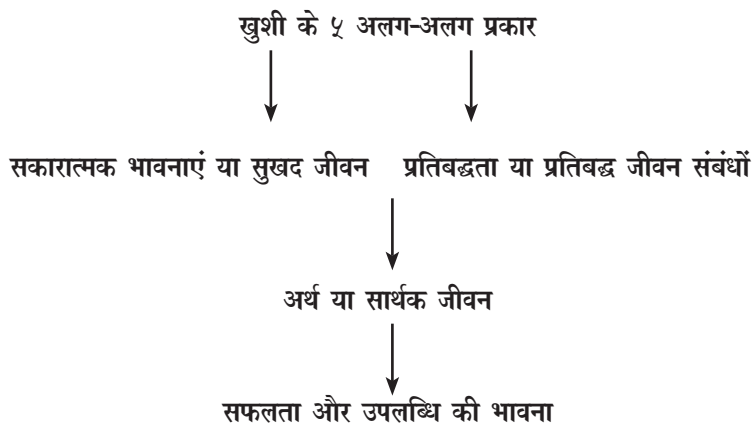 खुशी के ५ अलग-अलग प्रकार
सकारात्मक भावनाएं या सुखद जीवन प्रतिबद्धता या प्रतिबद्ध जीवन संबंधों
अर्थ या सार्थक जीवन
सफलता और उपलब्धि की भावना